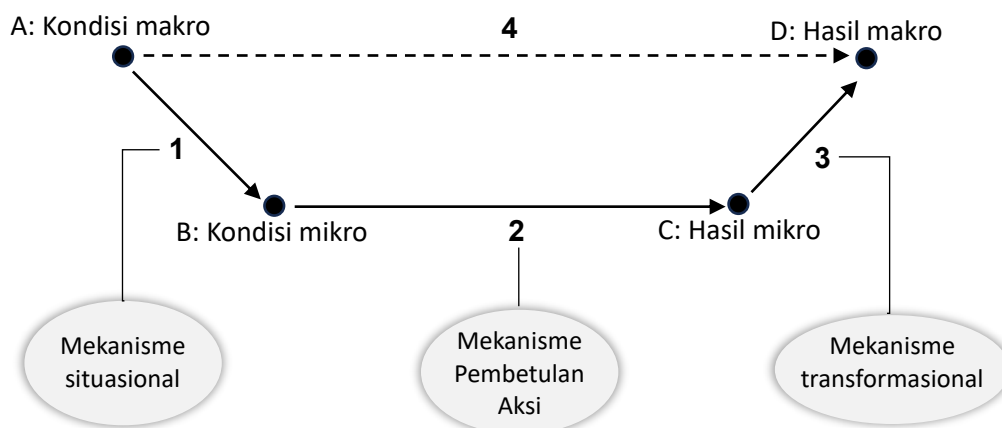 A: Kondisi makro
4
D: Hasil makro
1
3
B: Kondisi mikro
2
C: Hasil mikro
Mekanisme
situasional
Mekanisme
Pembetulan
Aksi
Mekanisme
transformasional